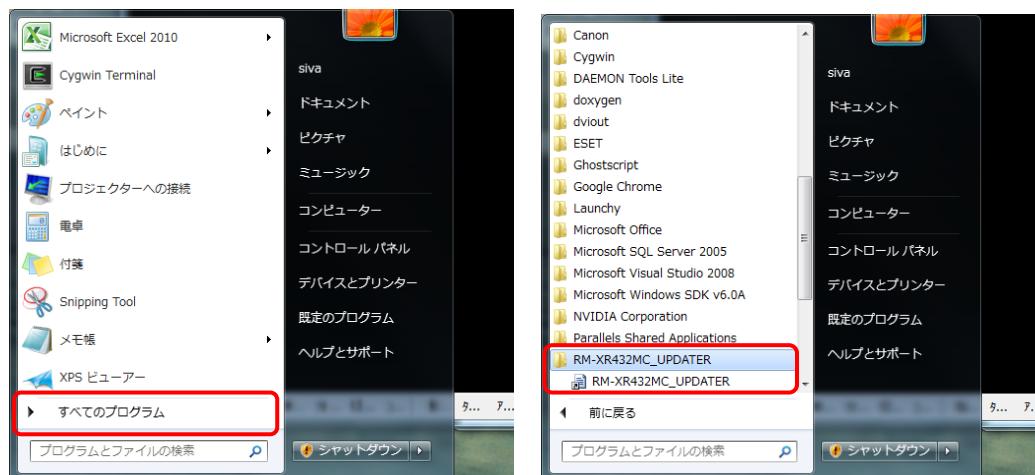 Microsoft Excel 2010
Cygwin Terminal
ペイント
はじめに
プロジェクターへの接続
電卓
付箋
Snipping Tool
メモ帳
XPS ビューアー
すべてのプログラム
プログラムとファイルの検索
siva
ドキュメント
ピクチャ
ミュージック
コンピューター
コントロール パネル
デバイスとプリンター
既定のプログラム
ヘルプとサポート
シャットダウン
タ... ア...
Canon
Cygwin
DAEMON Tools Lite
doxygen
dviout
ESET
Ghostscript
Google Chrome
Launchy
Microsoft Office
Microsoft SQL Server 2005
Microsoft Visual Studio 2008
Microsoft Windows SDK v6.0A
NVIDIA Corporation
Parallels Shared Applications
RM-XR432MC_UPDATER
RM-XR432MC_UPDATER
前に戻る
プログラムとファイルの検索
siva
ドキュメント
ピクチャ
ミュージック
コンピューター
コントロール パネル
デバイスとプリンター
既定のプログラム
ヘルプとサポート
シャットダウン
タ... ア...